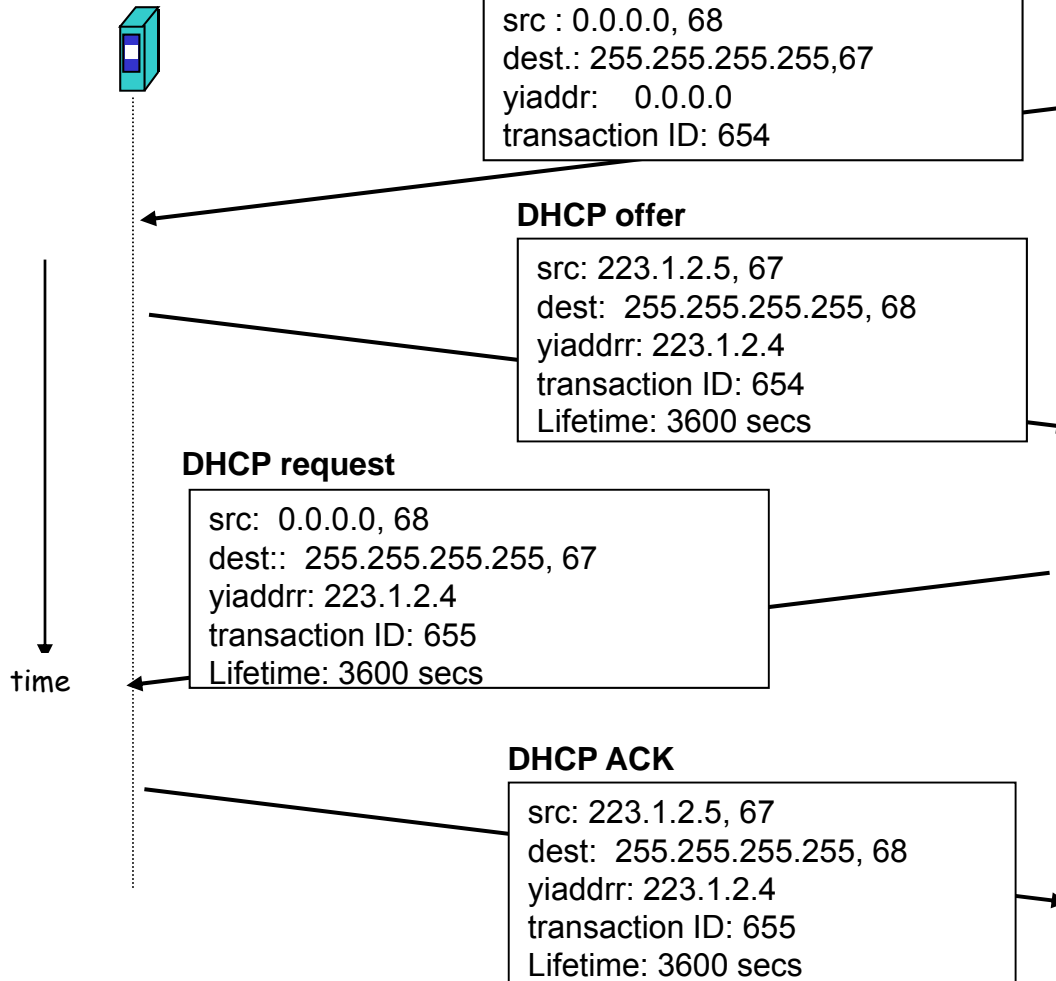 src : 0.0.0.0, 68
dest.: 255.255.255.255,67
yiaddr: 0.0.0.0
transaction ID: 654
DHCP offer
src: 223.1.2.5, 67
dest: 255.255.255.255, 68
yiaddrr: 223.1.2.4
transaction ID: 654
Lifetime: 3600 secs
DHCP request
src: 0.0.0.0, 68
dest:: 255.255.255.255, 67
yiaddrr: 223.1.2.4
transaction ID: 655
Lifetime: 3600 secs
time
DHCP ACK
src: 223.1.2.5, 67
dest: 255.255.255.255, 68
yiaddrr: 223.1.2.4
transaction ID: 655
Lifetime: 3600 secs